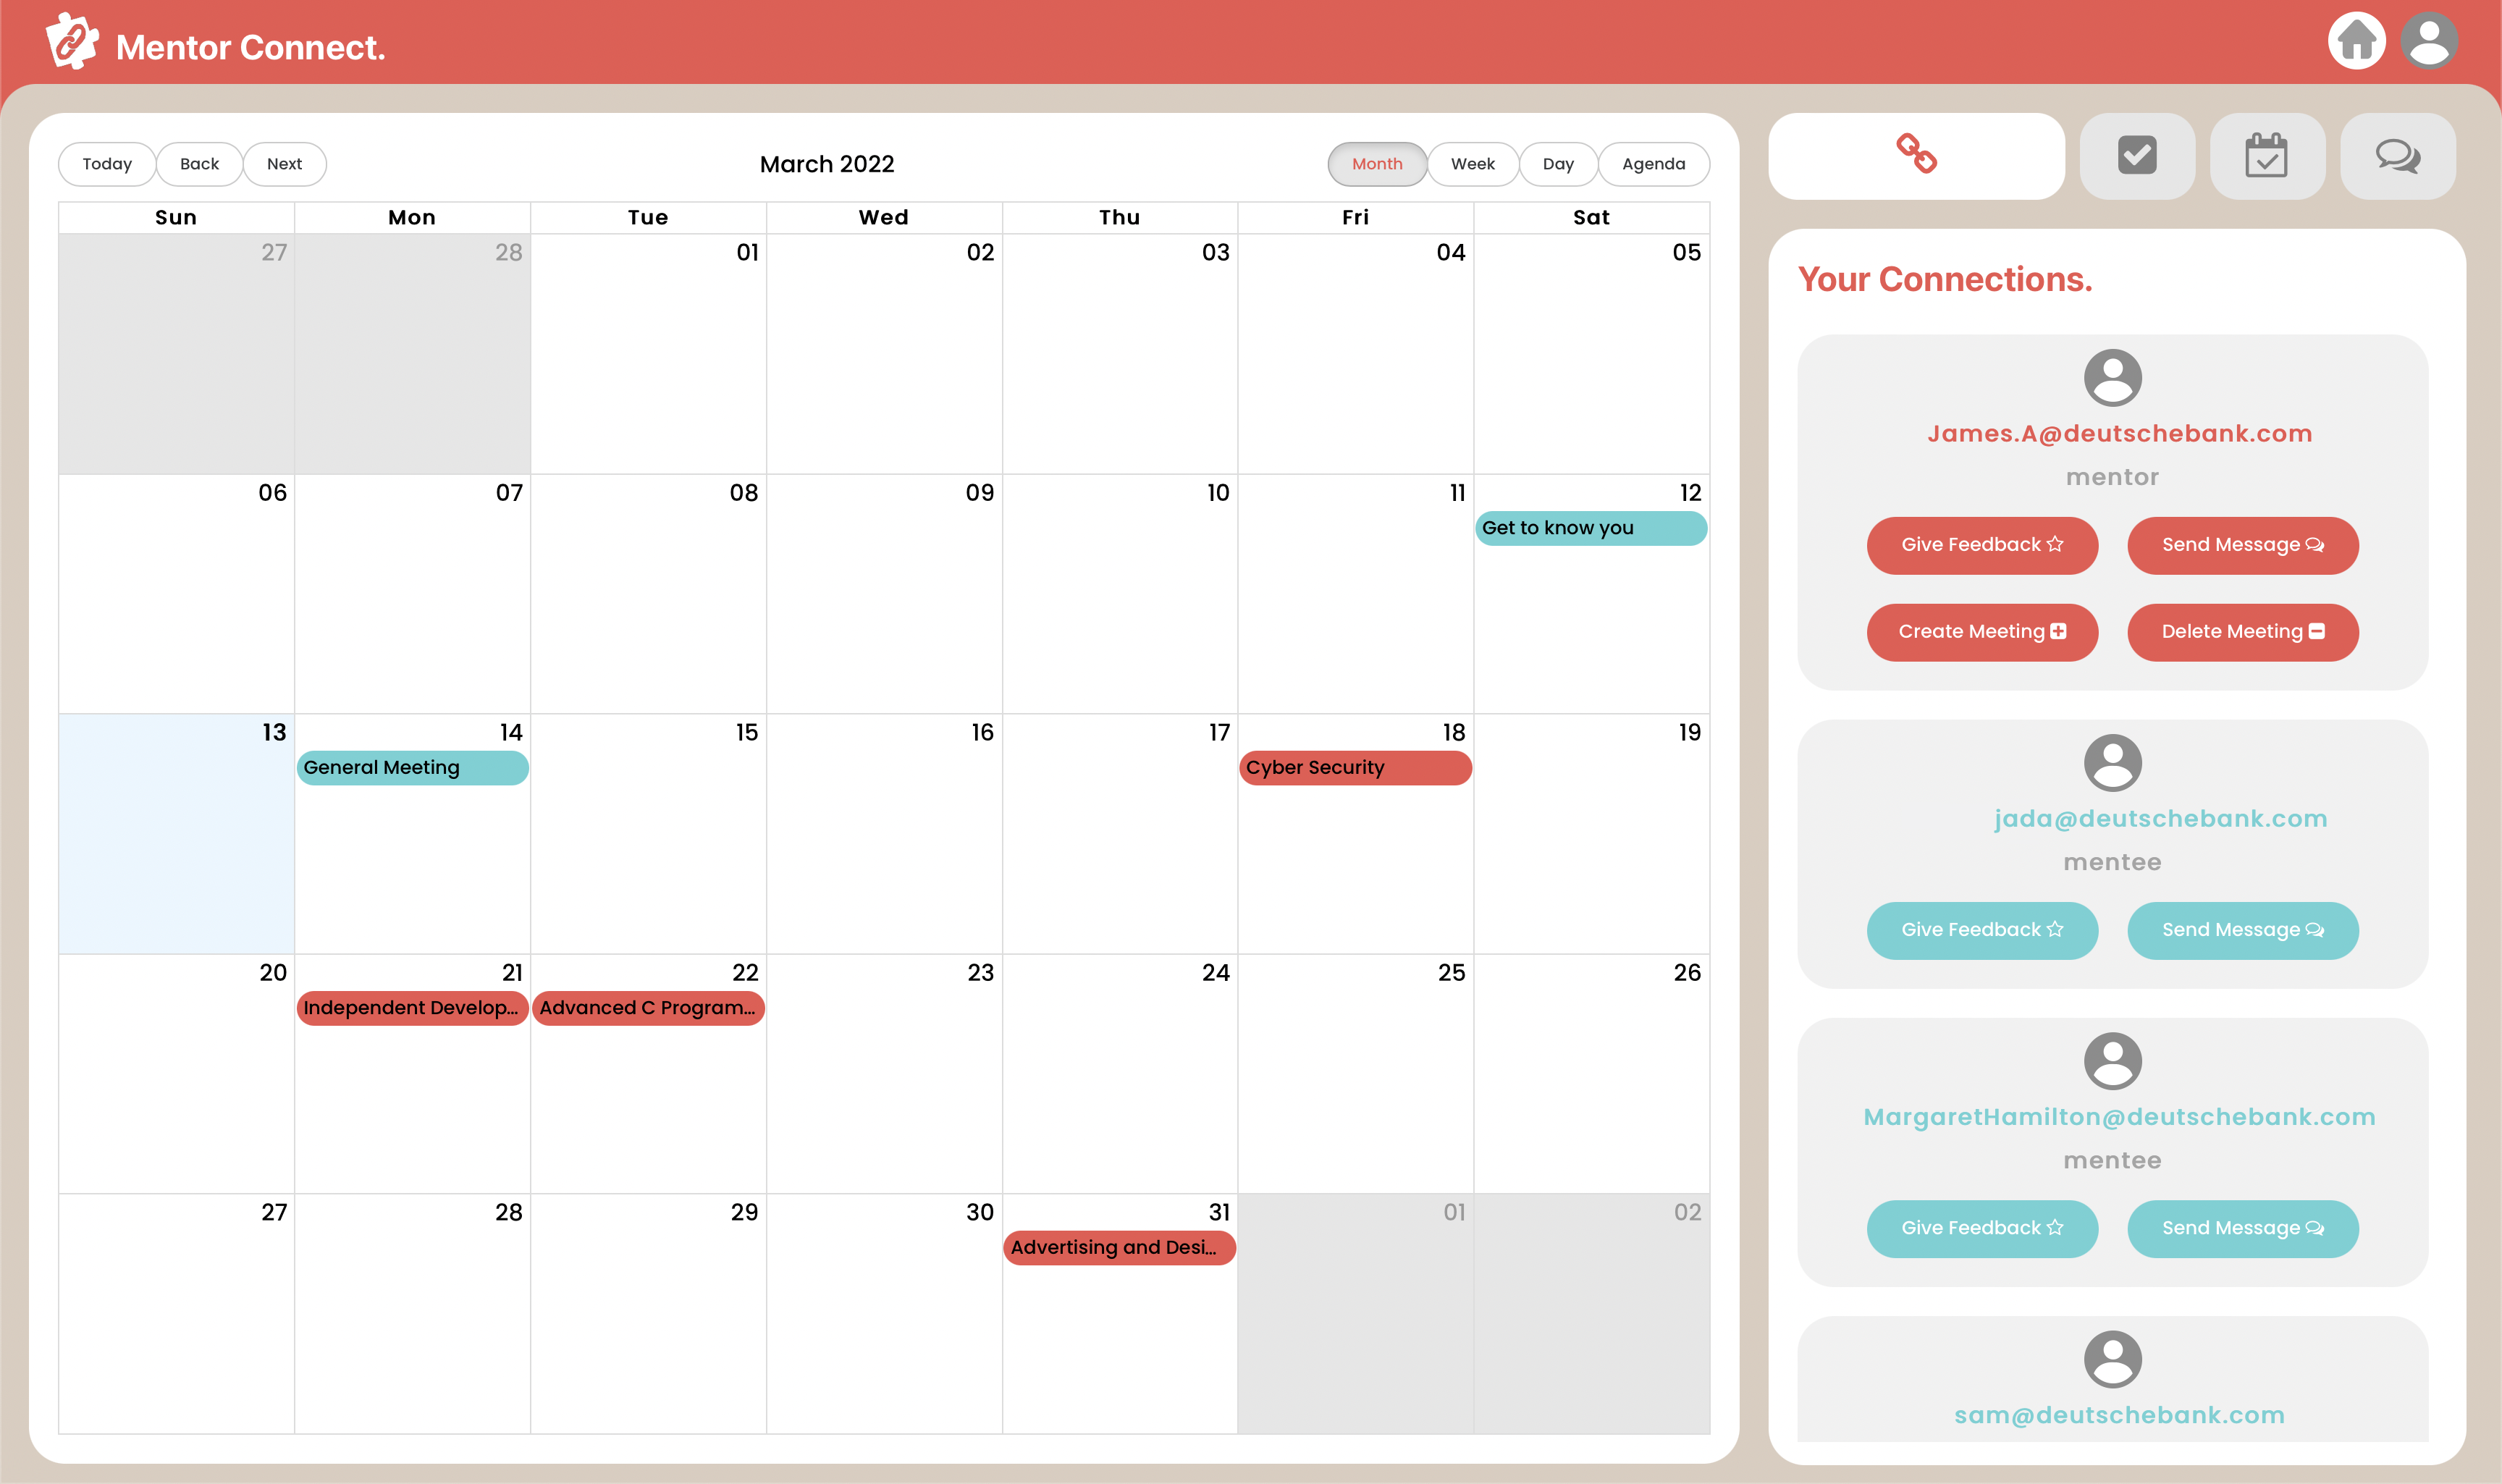 Mentor Connect.
Today Back Next
March 2022
Month Week Day Agenda
Sun Mon Tue Wed Thu Fri Sat
27 28 01 02 03 04 05
06 07 08 09 10 11 12
Get to know you
13 14 15 16 17 18 19
General Meeting Cyber Security
20 21 22 23 24 25 26
Independent Develop... Advanced C Program...
27 28 29 30 31 01 02
Advertising and Desi...
Your Connections.
James.A@deutschebank.com
mentor
Give Feedback Send Message
Create Meeting Delete Meeting
jada@deutschebank.com
mentee
Give Feedback Send Message
MargaretHamilton@deutschebank.com
mentee
Give Feedback Send Message
sam@deutschebank.com